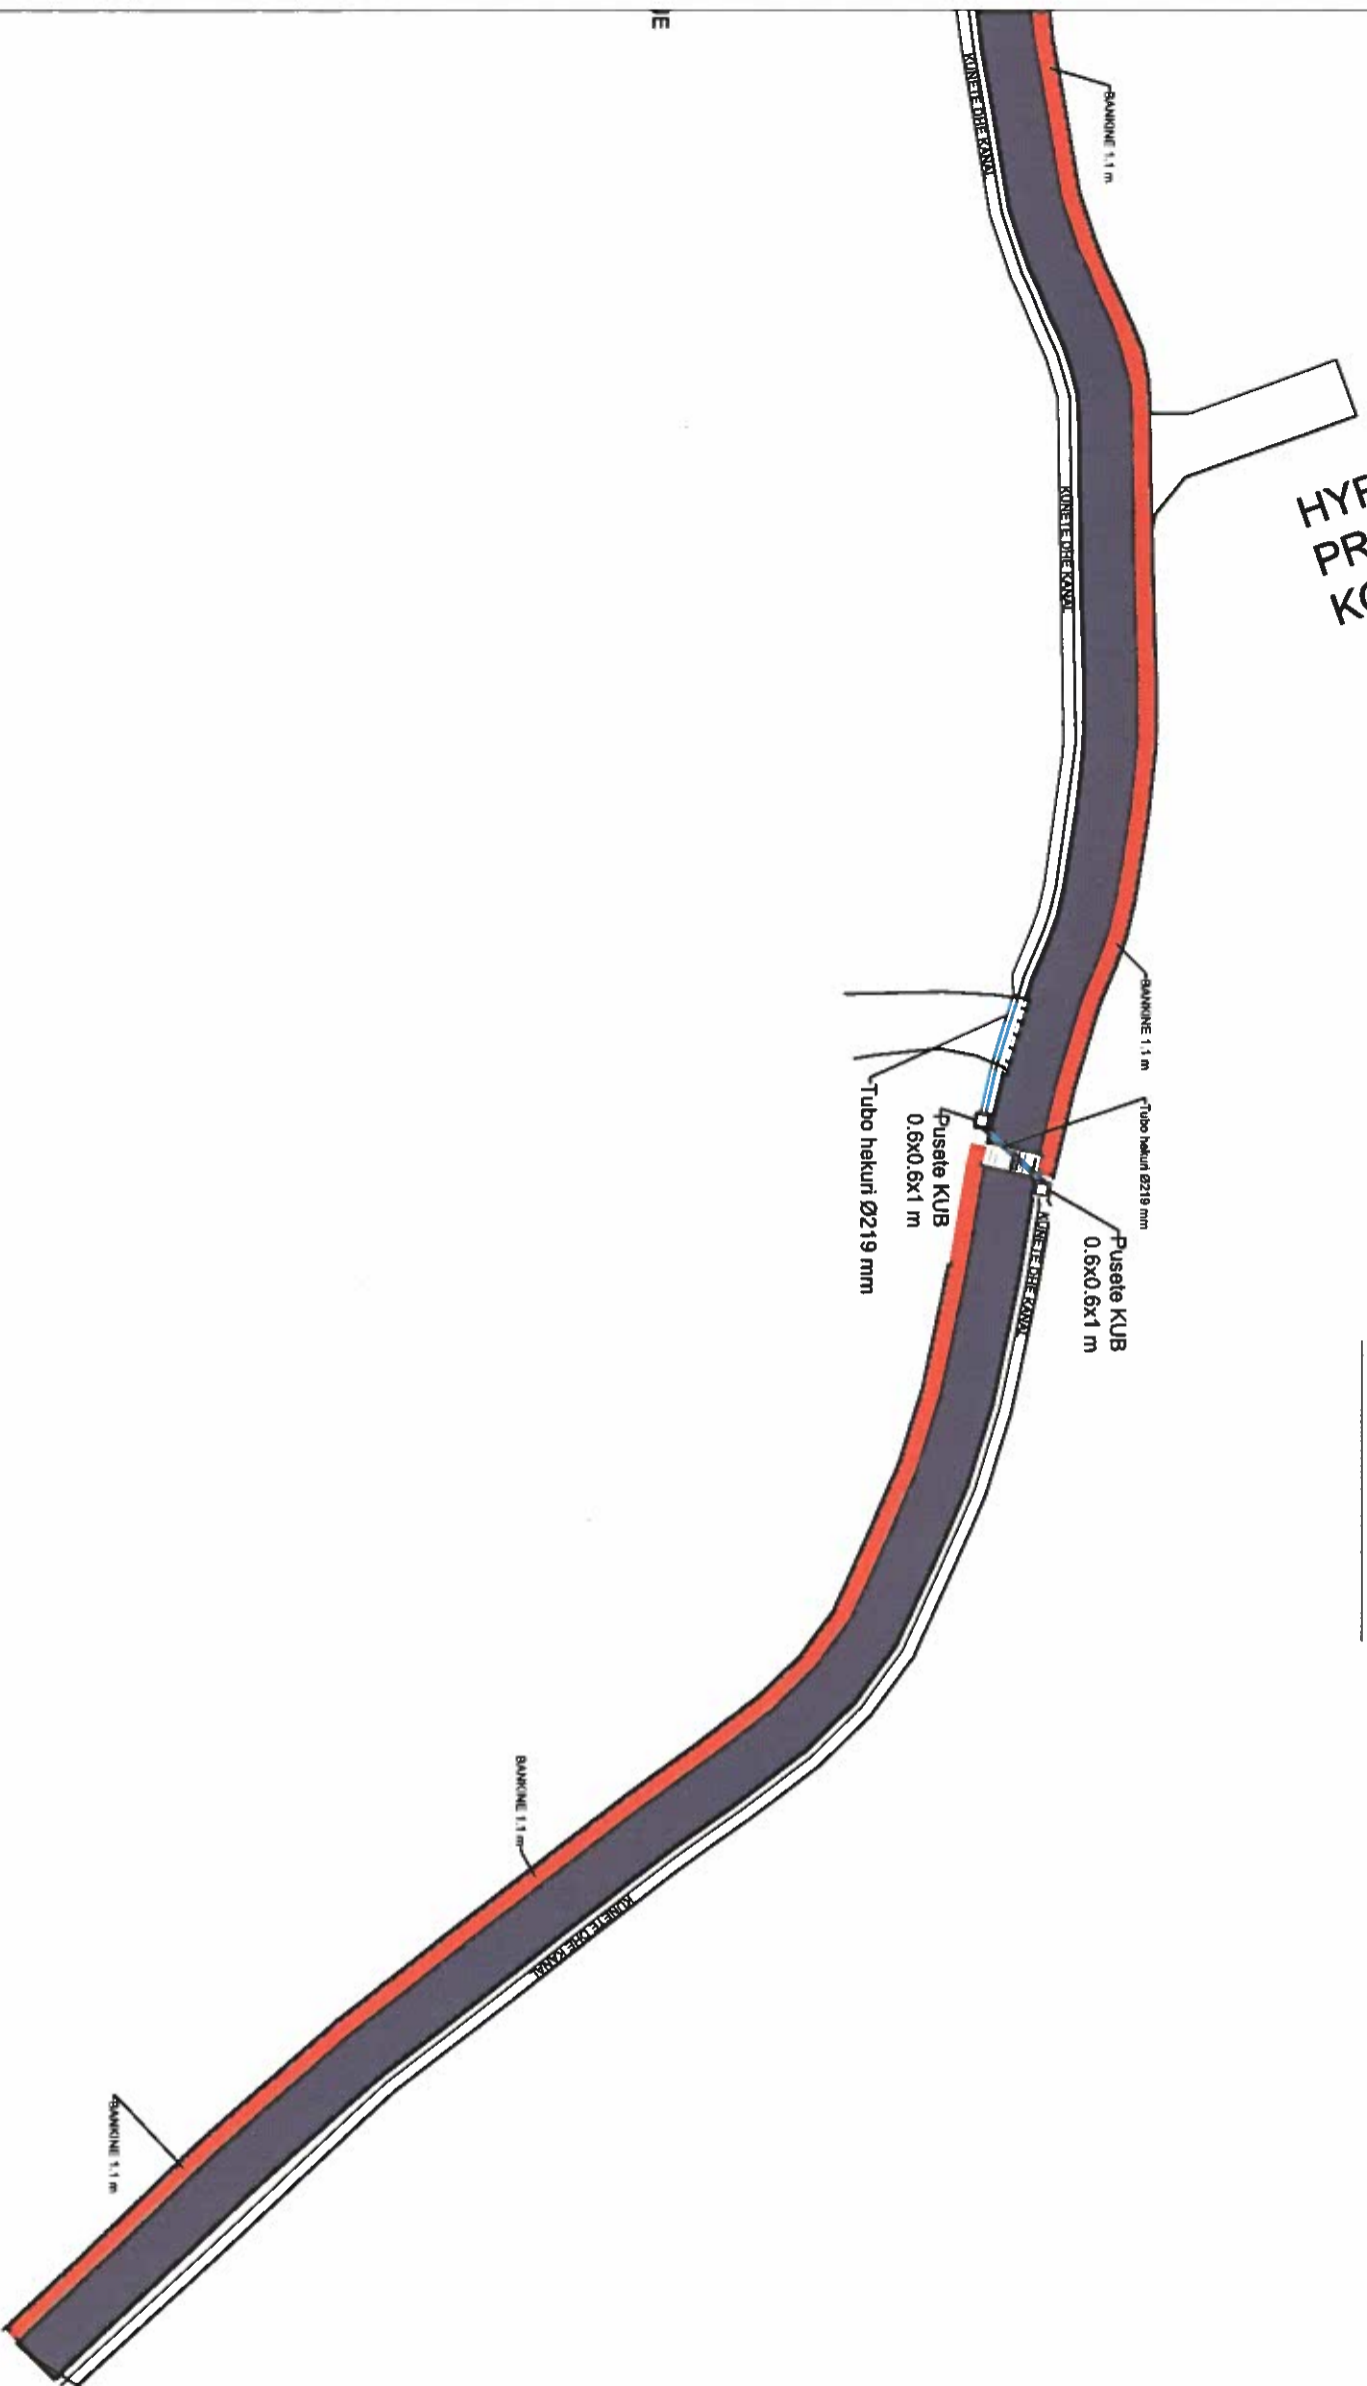 KUNETE DHE KANAL
BANKINE 1.1 m
HYR
PR
KUNETE DHE KANAL
BANKINE 1.1 m
Tubo hekuri Ø219 mm
Pusete KUB
0.6x0.6x1 m
Tubo hekuri Ø219 mm
Pusete KUB
0.6x0.6x1 m
KUNETE DHE KANAL
BANKINE 1.1 m
KUNETE DHE KANAL
BANKINE 1.1 m